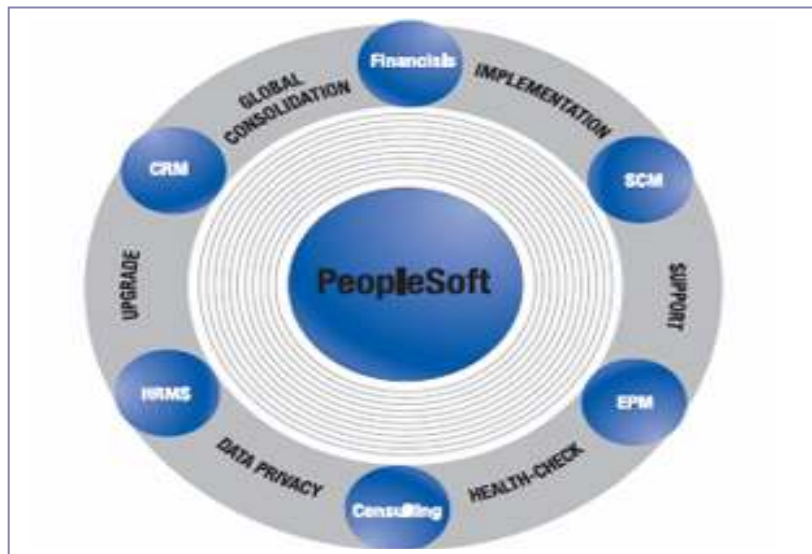 Financials
IMPLEMENTATION
SCM
SUPPORT
EPM
HEALTH-CHECK
Consulting
DATA PRIVACY
HRMS
UPGRADE
CRM
GLOBAL
CONSOLIDATION
PeopleSoft